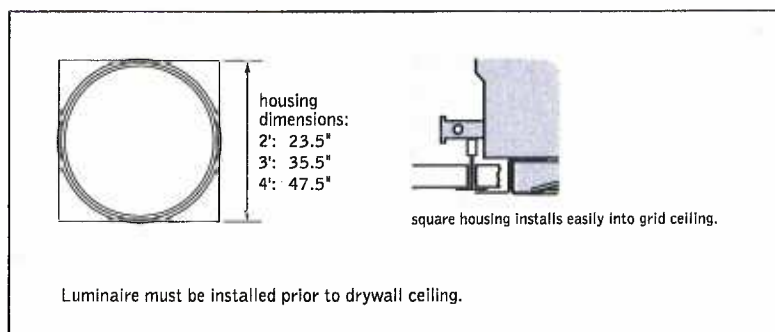 housing
dimensions:
2': 23.5"
3': 35.5"
4': 47.5"
square housing installs easily into grid ceiling.
Luminaire must be installed prior to drywall ceiling.